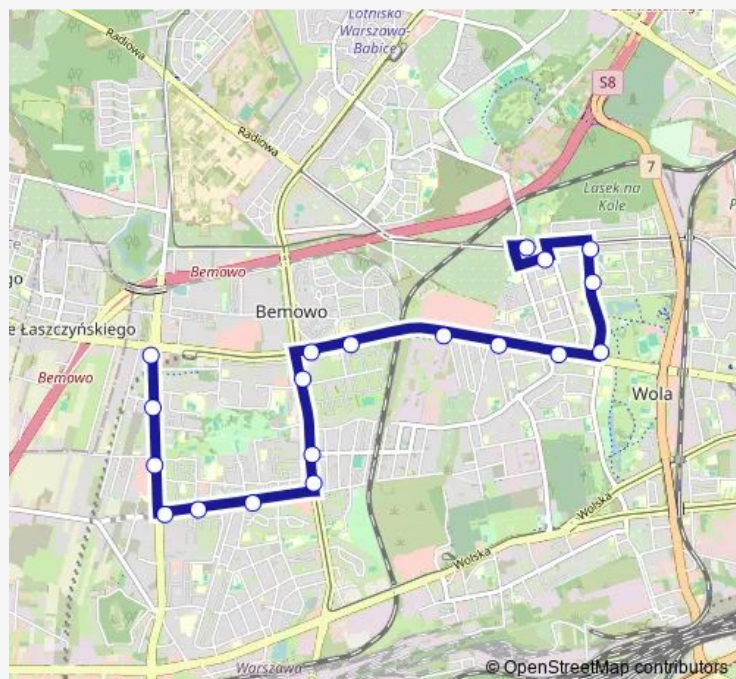 Lotnisko
Warszawa-
Babice
Radiowa
S8
Radiowa
7
Lasek na
Kole
Bemowo
go
Bemowo
e Łaszczyńskiego
Bemowo
Wola
Wolska
Wolska
Warszawa
© OpenStreetMap contributors